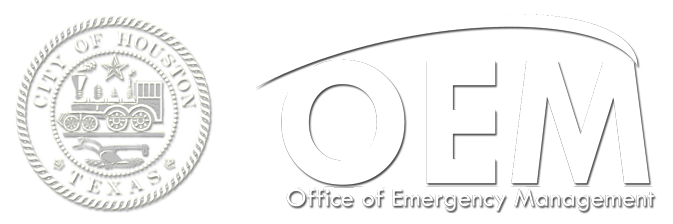 CITY OF HOUSTON
TEXAS
OEM
Office of Emergency Management